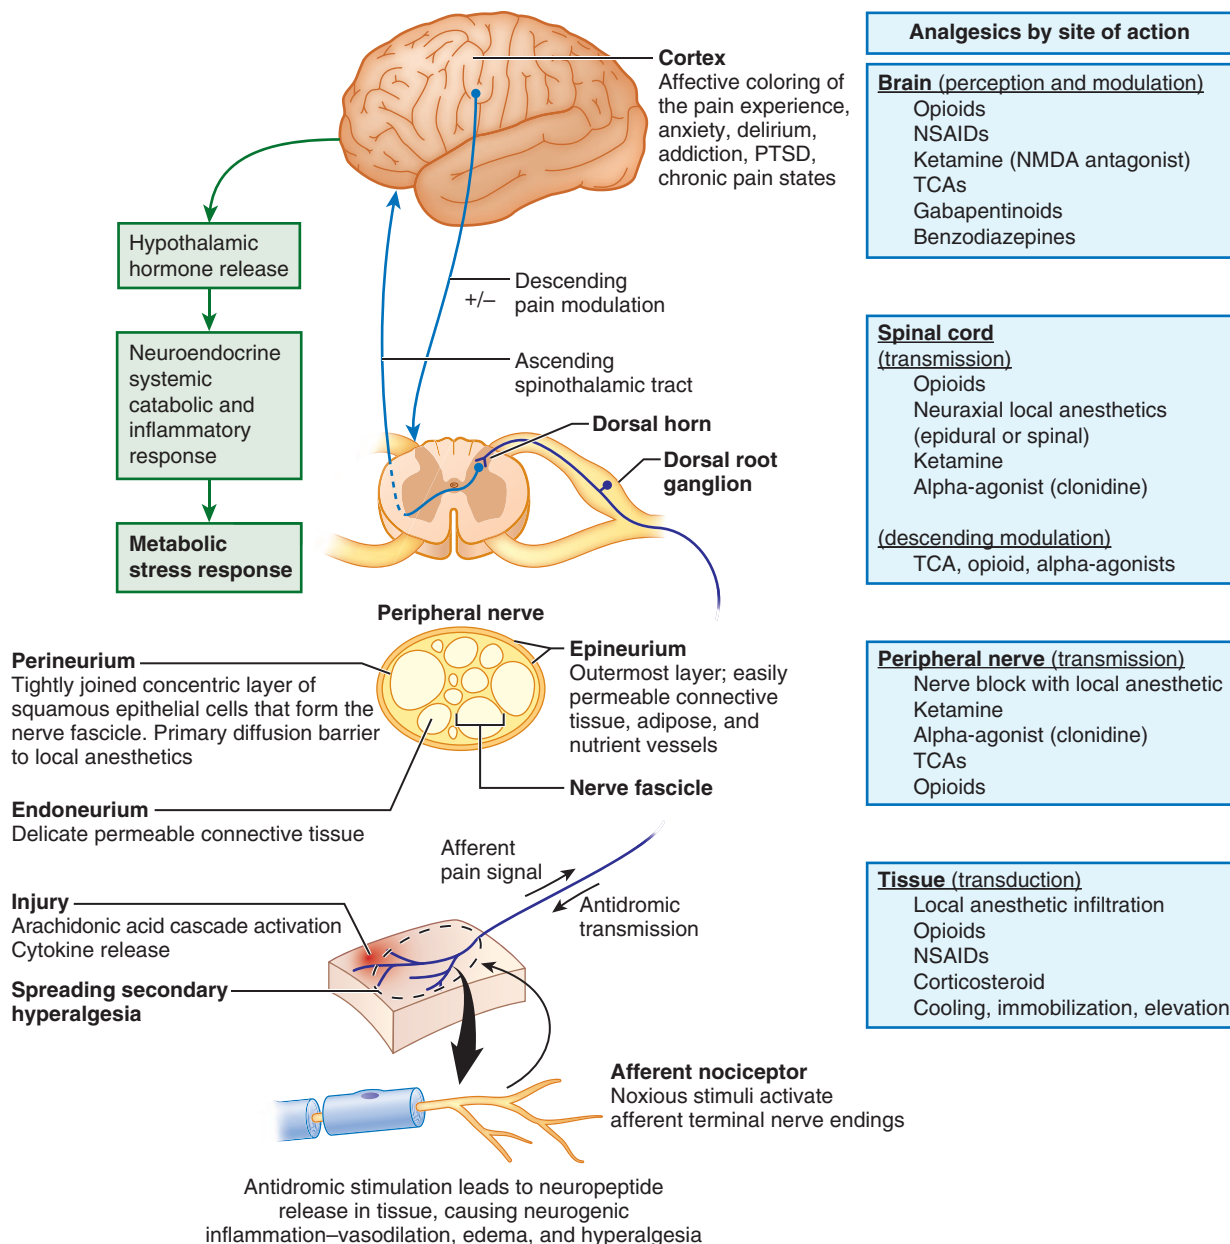 Cortex
Affective coloring of
the pain experience,
anxiety, delirium,
addiction, PTSD,
chronic pain states
Hypothalamic
hormone release
Neuroendocrine
systemic
catabolic and
inflammatory
response
Metabolic
stress response
+/–
Descending
pain modulation
Ascending
spinothalamic tract
Dorsal horn
Dorsal root
ganglion
Peripheral nerve
Perineurium
Tightly joined concentric layer of
squamous epithelial cells that form the
nerve fascicle. Primary diffusion barrier
to local anesthetics
Endoneurium
Delicate permeable connective tissue
Epineurium
Outermost layer; easily
permeable connective
tissue, adipose, and
nutrient vessels
Nerve fascicle
Afferent
pain signal
Antidromic
transmission
Injury
Arachidonic acid cascade activation
Cytokine release
Spreading secondary
hyperalgesia
Afferent nociceptor
Noxious stimuli activate
afferent terminal nerve endings
Antidromic stimulation leads to neuropeptide
release in tissue, causing neurogenic
inflammation–vasodilation, edema, and hyperalgesia
Analgesics by site of action
Brain (perception and modulation)
Opioids
NSAIDs
Ketamine (NMDA antagonist)
TCAs
Gabapentinoids
Benzodiazepines
Spinal cord
(transmission)
Opioids
Neuraxial local anesthetics
(epidural or spinal)
Ketamine
Alpha-agonist (clonidine)
(descending modulation)
TCA, opioid, alpha-agonists
Peripheral nerve (transmission)
Nerve block with local anesthetic
Ketamine
Alpha-agonist (clonidine)
TCAs
Opioids
Tissue (transduction)
Local anesthetic infiltration
Opioids
NSAIDs
Corticosteroid
Cooling, immobilization, elevation